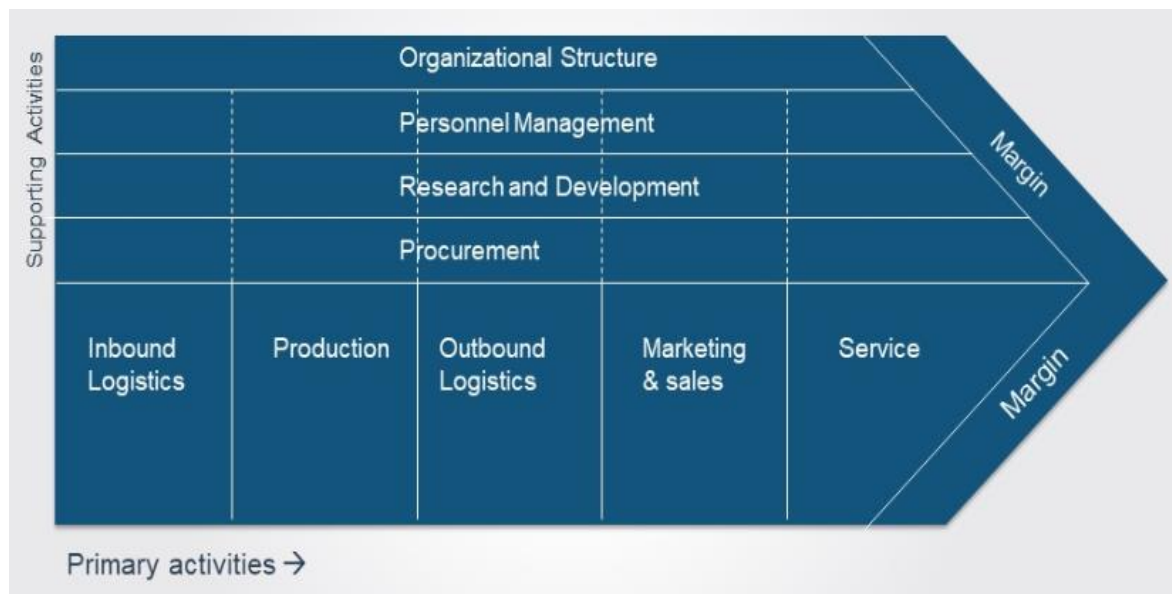 Supporting Activities
Organizational Structure
Personnel Management
Research and Development
Procurement
Margin
Inbound
Logistics
Production
Outbound
Logistics
Marketing
& sales
Service
Margin
Primary activities →